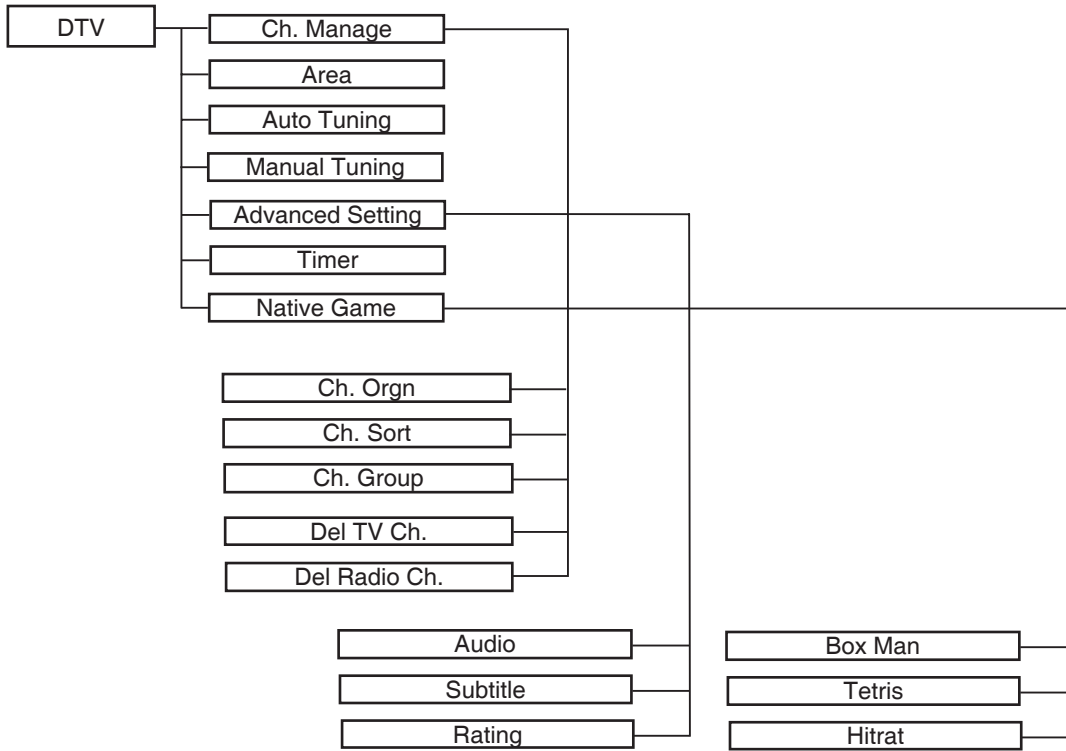 DTV
Ch. Manage
Area
Auto Tuning
Manual Tuning
Advanced Setting
Timer
Native Game
Ch. Orgn
Ch. Sort
Ch. Group
Del TV Ch.
Del Radio Ch.
Audio
Subtitle
Rating
Box Man
Tetris
Hitrat